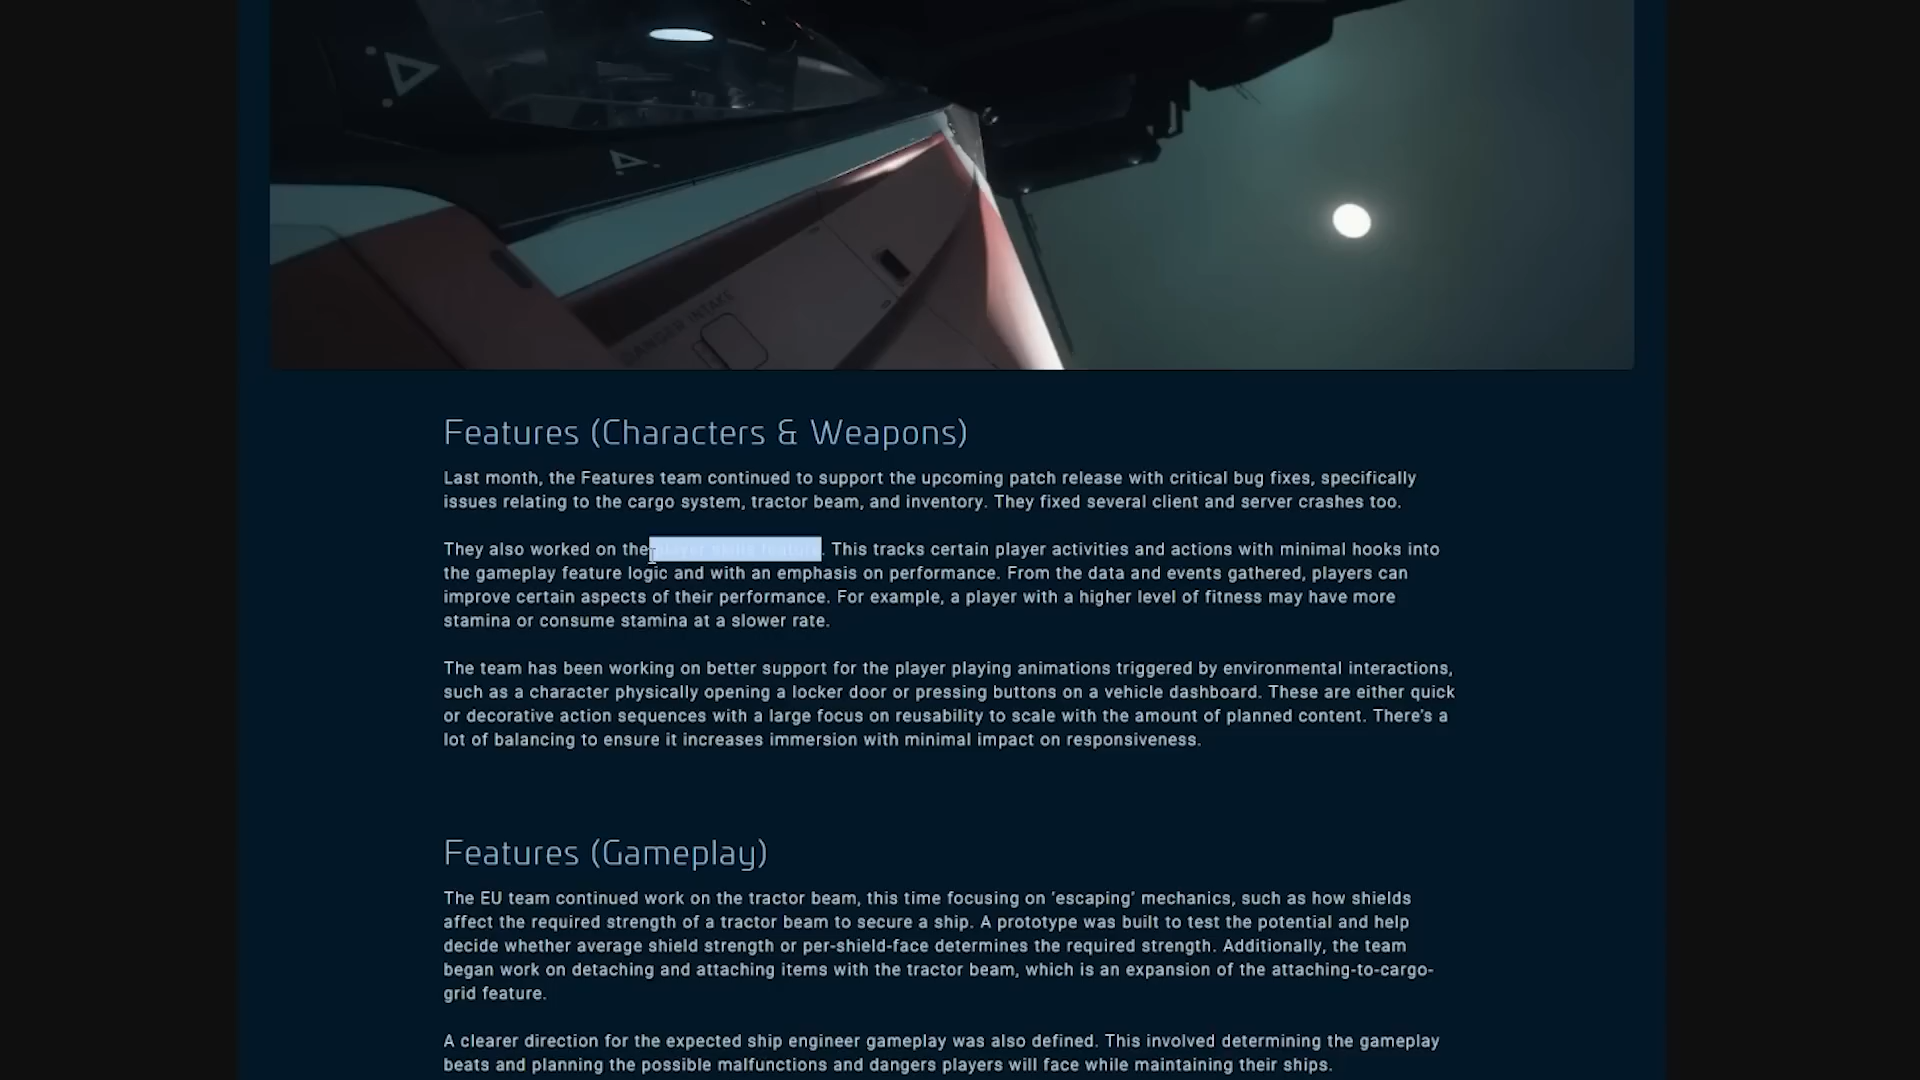 DANGER INTAKE
Features (Characters & Weapons)
Last month, the Features team continued to support the upcoming patch release with critical bug fixes, specifically
issues relating to the cargo system, tractor beam, and inventory. They fixed several client and server crashes too.
They also worked on the . This tracks certain player activities and actions with minimal hooks into
the gameplay feature logic and with an emphasis on performance. From the data and events gathered, players can
improve certain aspects of their performance. For example, a player with a higher level of fitness may have more
stamina or consume stamina at a slower rate.
The team has been working on better support for the player playing animations triggered by environmental interactions,
such as a character physically opening a locker door or pressing buttons on a vehicle dashboard. These are either quick
or decorative action sequences with a large focus on reusability to scale with the amount of planned content. There’s a
lot of balancing to ensure it increases immersion with minimal impact on responsiveness.
Features (Gameplay)
The EU team continued work on the tractor beam, this time focusing on ‘escaping’ mechanics, such as how shields
affect the required strength of a tractor beam to secure a ship. A prototype was built to test the potential and help
decide whether average shield strength or per-shield-face determines the required strength. Additionally, the team
began work on detaching and attaching items with the tractor beam, which is an expansion of the attaching-to-cargo-
grid feature.
A clearer direction for the expected ship engineer gameplay was also defined. This involved determining the gameplay
beats and planning the possible malfunctions and dangers players will face while maintaining their ships.